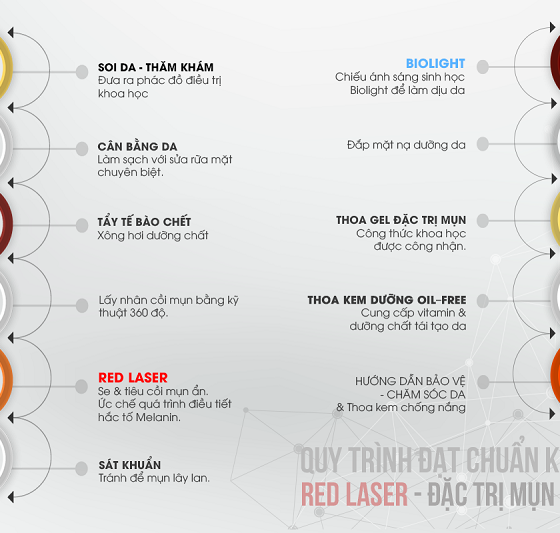 SOI DA - THĂM KHÁM
Đưa ra phác đồ điều trị
khoa học
CÂN BẰNG DA
Làm sạch với sửa rữa mặt
chuyên biệt.
TẨY TẾ BÀO CHẾT
Xông hơi dưỡng chất
Lấy nhân cồi mụn bằng kỹ
thuật 360 độ.
RED LASER
Se & tiêu cồi mụn ẩn.
Ức chế quá trình điều tiết
hắc tố Melanin.
SÁT KHUẨN
Tránh để mụn lây lan.
BIOLIGHT
Chiếu ánh sáng sinh học
Biolight để làm dịu da
Đắp mặt nạ dưỡng da
THOA GEL ĐẶC TRỊ MỤN
Công thức khoa học
được công nhận.
THOA KEM DƯỠNG OIL-FREE
Cung cấp vitamin &
dưỡng chất tái tạo da
HƯỚNG DẪN BẢO VỆ
- CHĂM SÓC DA
& Thoa kem chống nắng
QUY TRÌNH ĐẠT CHUẨN K
RED LASER - ĐẶC TRỊ MỤN